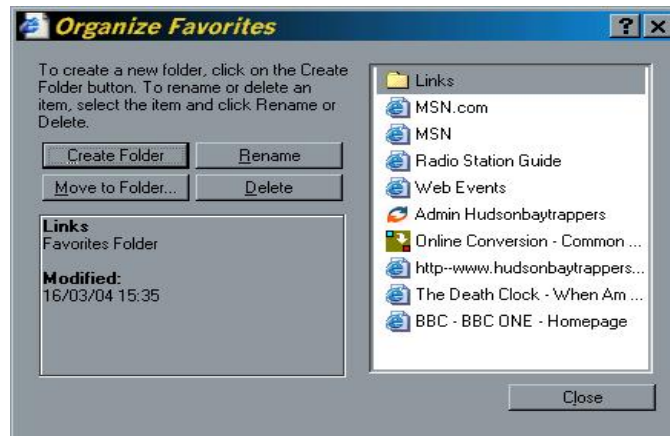 Organize Favorites
To create a new folder, click on the Create
Folder button. To rename or delete an
item, select the item and click Rename or
Delete.
Create Folder
Rename
Move to Folder...
Delete
Links
Favorites Folder
Modified:
16/03/04 15:35
Links
MSN.com
MSN
Radio Station Guide
Web Events
Admin Hudsonbaytrappers
Online Conversion - Common ...
http--www.hudsonbaytrappers...
The Death Clock - When Am ...
BBC - BBC ONE - Homepage
Close